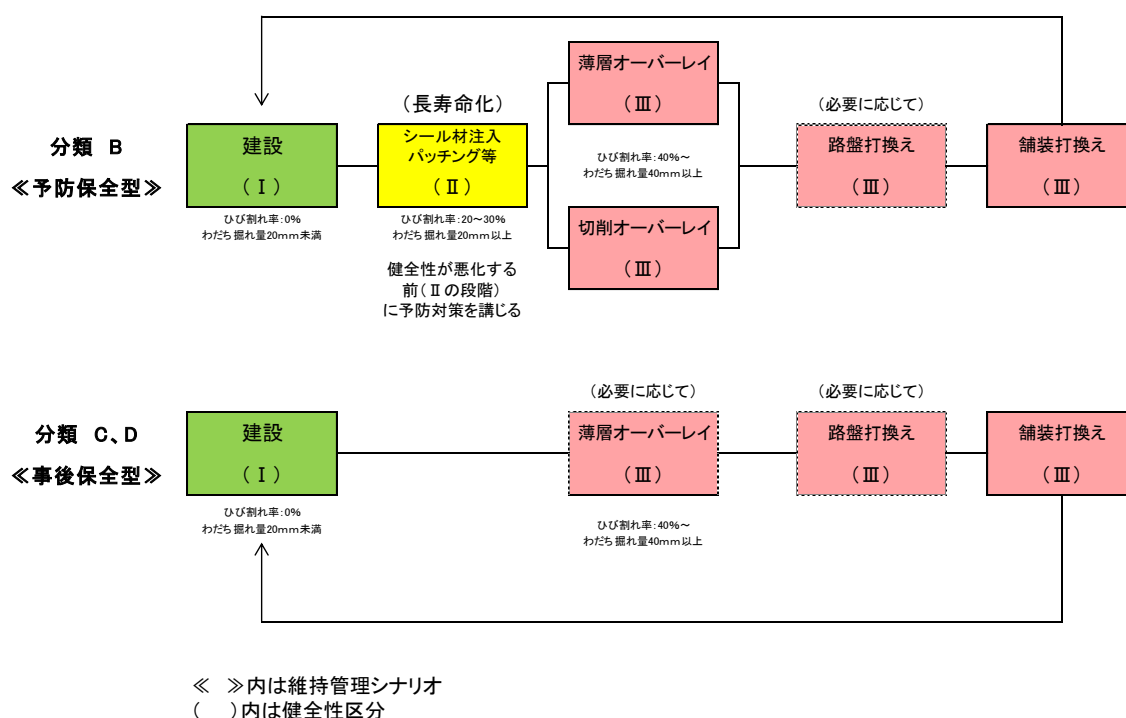 分類 B
≪予防保全型≫
建設
(Ⅰ)
ひび割れ率:0%
わだち掘れ量20mm未満
(長寿命化)
シール材注入
パッチング等
(Ⅱ)
ひび割れ率:20~30%
わだち掘れ量20mm以上
健全性が悪化する
前(Ⅱの段階)
に予防対策を講じる
薄層オーバーレイ
(Ⅲ)
ひび割れ率:40%~
わだち掘れ量40mm以上
切削オーバーレイ
(Ⅲ)
(必要に応じて)
路盤打換え
(Ⅲ)
舗装打換え
(Ⅲ)
分類 C、D
≪事後保全型≫
建設
(Ⅰ)
ひび割れ率:0%
わだち掘れ量20mm未満
(必要に応じて)
薄層オーバーレイ
(Ⅲ)
ひび割れ率:40%~
わだち掘れ量40mm以上
(必要に応じて)
路盤打換え
(Ⅲ)
舗装打換え
(Ⅲ)
≪ ≫内は維持管理シナリオ
( )内は健全性区分